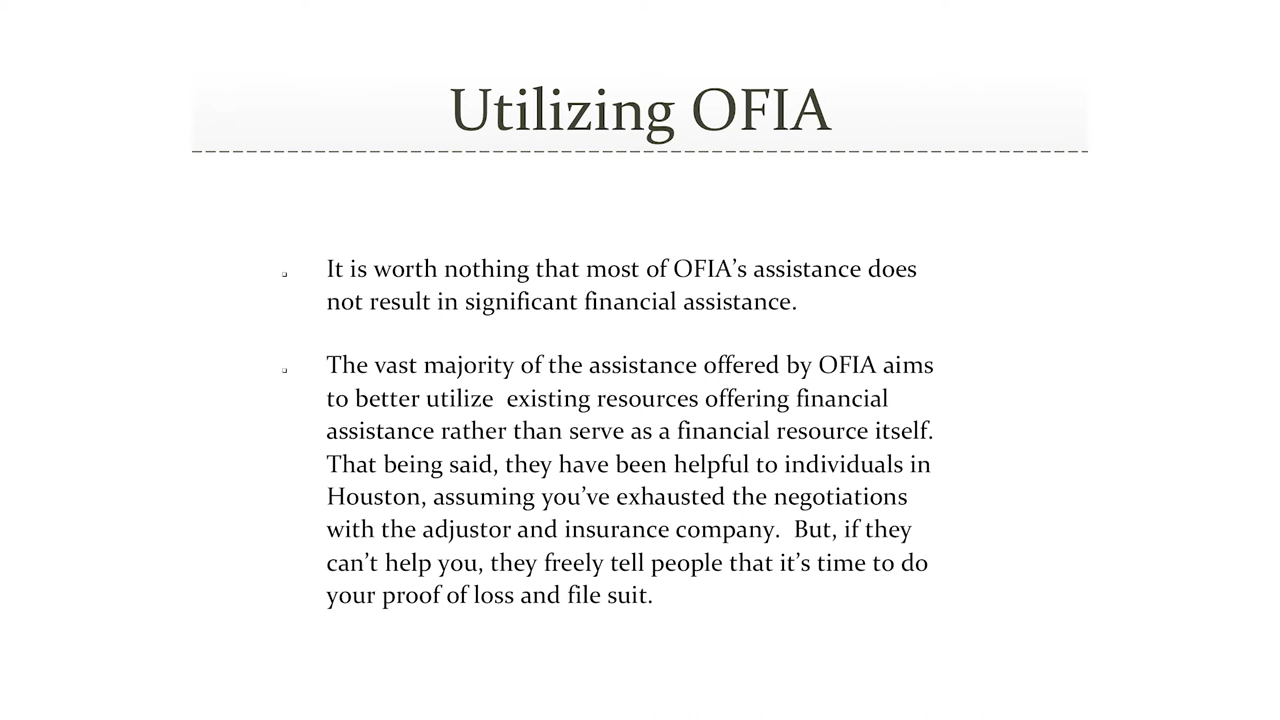 Utilizing OFIA
It is worth nothing that most of OFIA’s assistance does
not result in significant financial assistance.
The vast majority of the assistance offered by OFIA aims
to better utilize  existing resources offering financial
assistance rather than serve as a financial resource itself.
That being said, they have been helpful to individuals in
Houston, assuming you’ve exhausted the negotiations
with the adjustor and insurance company.  But, if they
can’t help you, they freely tell people that it’s time to do
your proof of loss and file suit.